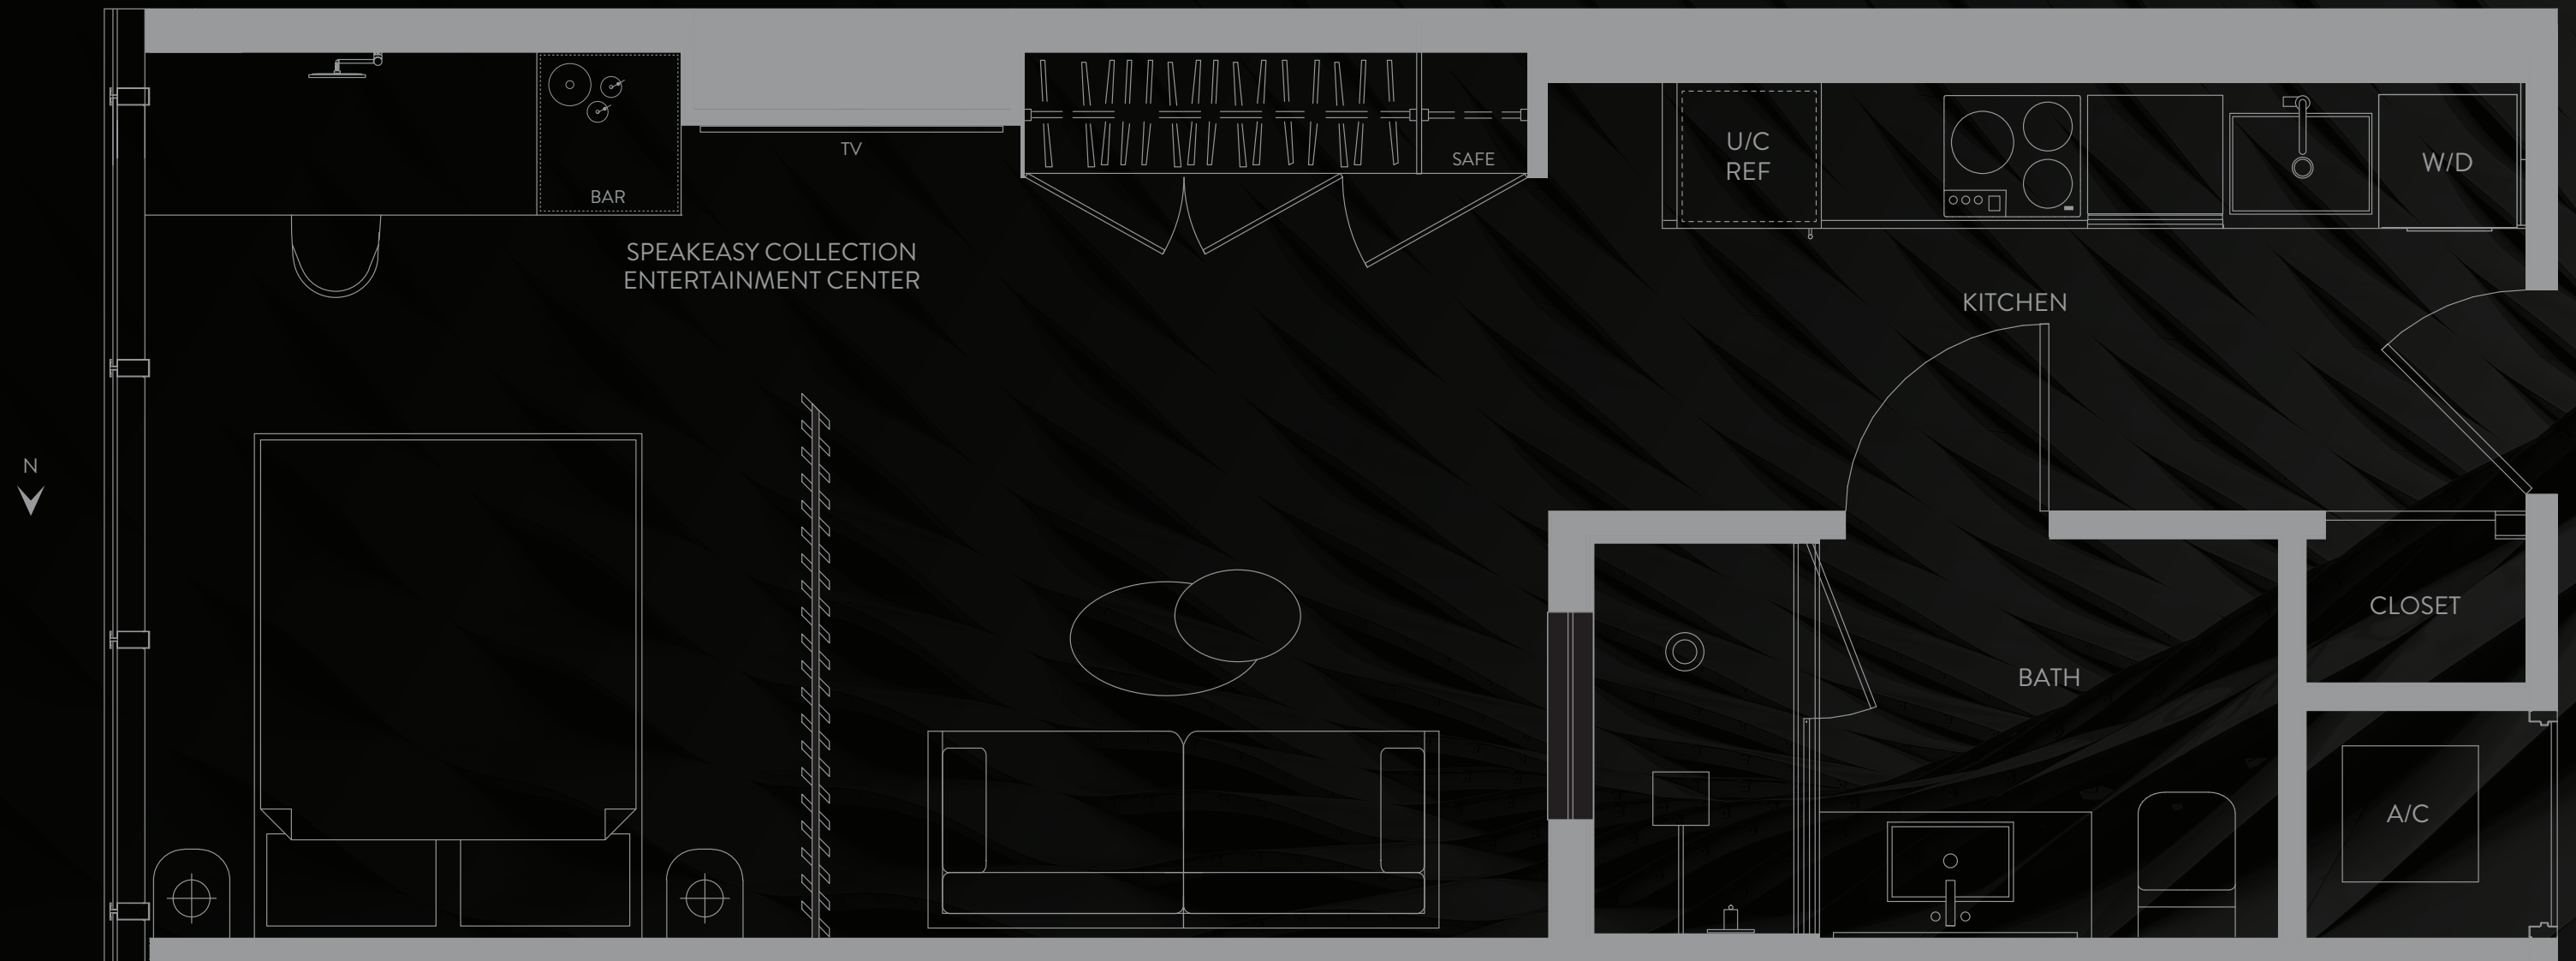 U/C
REF
W/D
TV
SAFE
BAR
SPEAKEASY COLLECTION
ENTERTAINMENT CENTER
KITCHEN
N
CLOSET
BATH
A/C